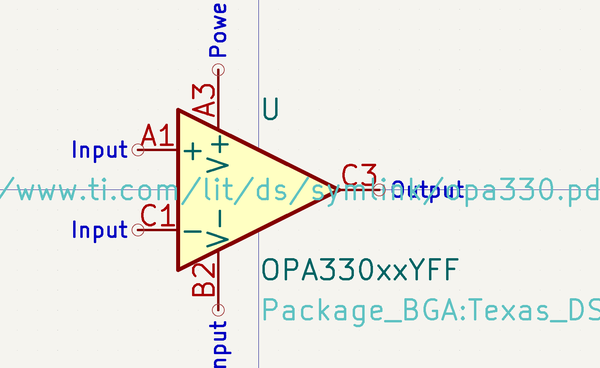 Powe
A3
U
A1
Input
+
V+
C3
/www.ti.com/lit/ds/symlink/opa330.pd
Output
C1
Input
−
V−
B2
OPA330xxYFF
Package_BGA:Texas_DS
nput